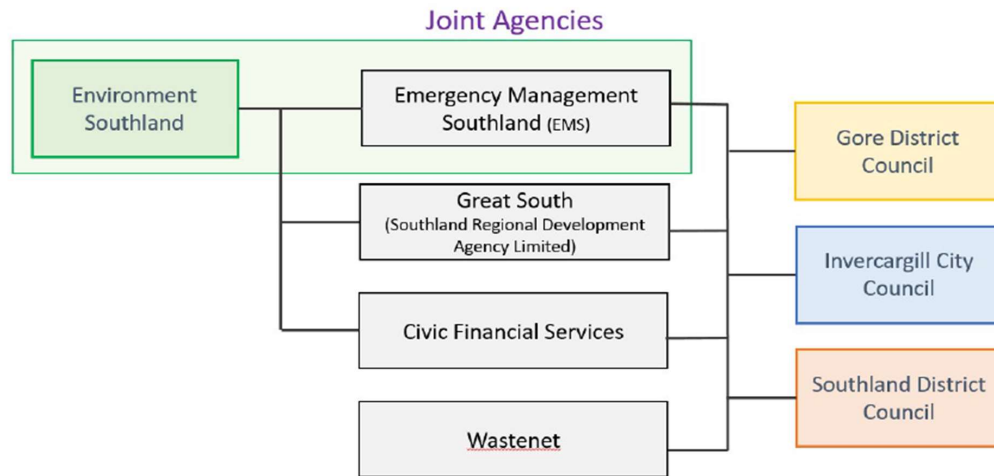 Joint Agencies
Environment
Southland
Emergency Management
Southland (EMS)
Great South
(Southland Regional Development
Agency Limited)
Civic Financial Services
Wastenet
Gore District
Council
Invercargill City
Council
Southland District
Council